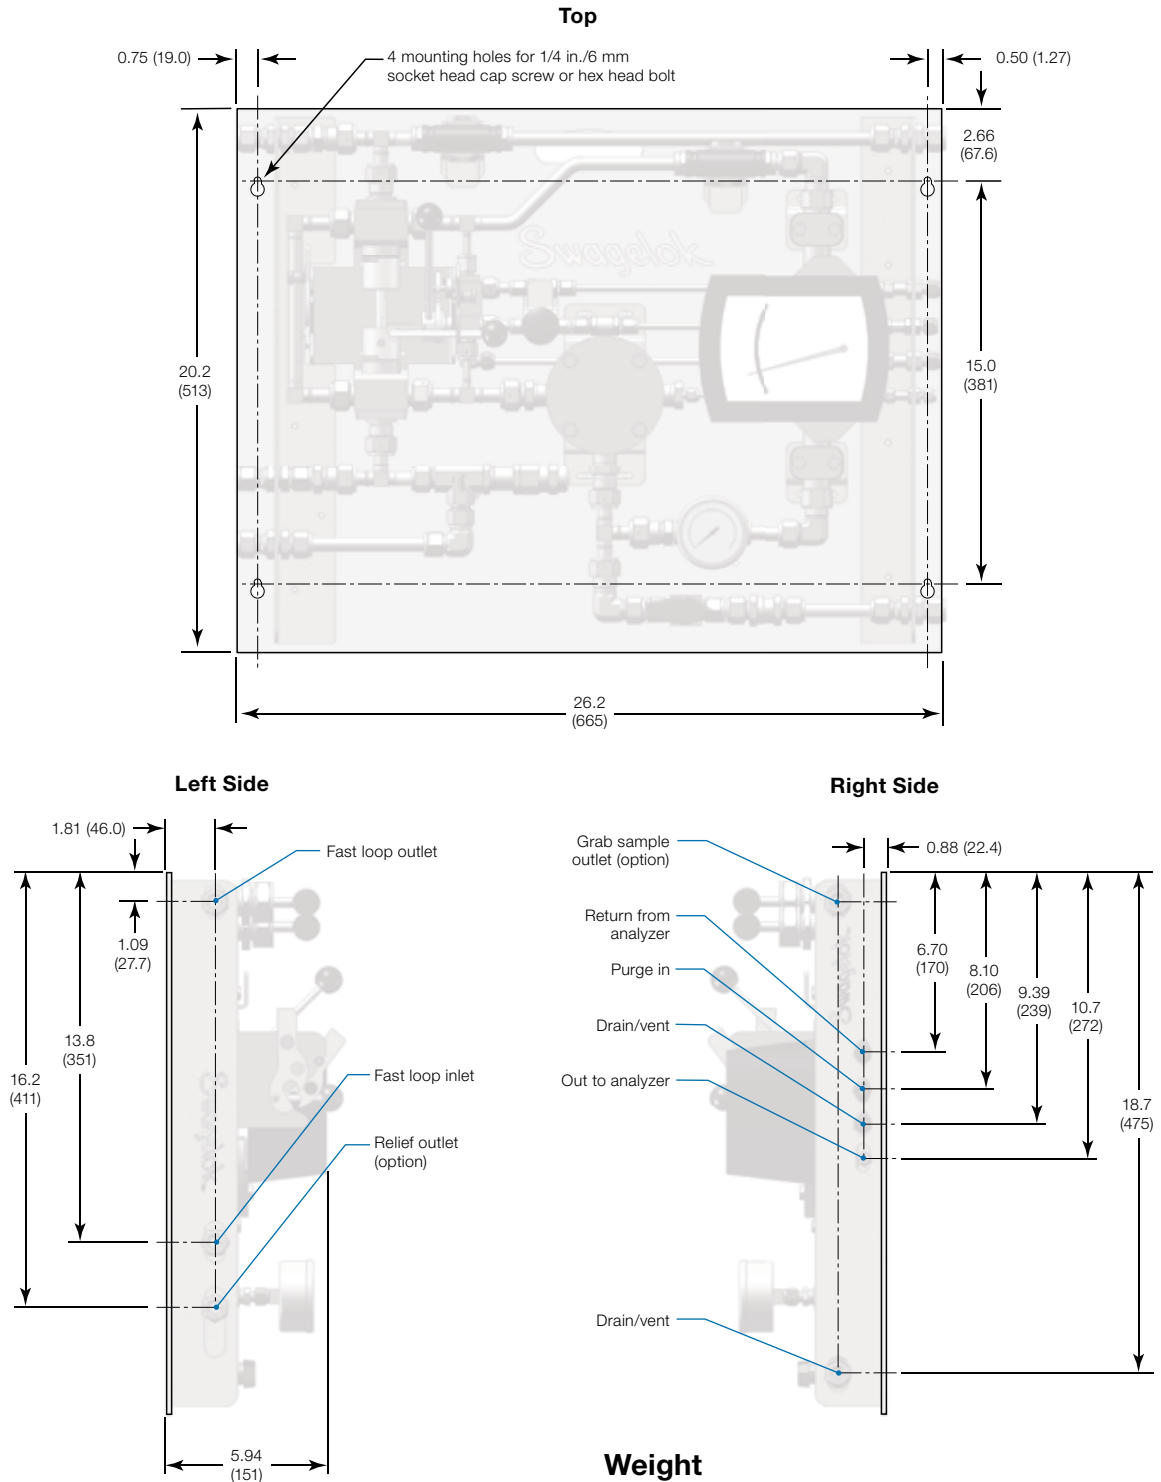 Top
0.75 (19.0)
4 mounting holes for 1/4 in./6 mm
socket head cap screw or hex head bolt
0.50 (1.27)
2.66
(67.6)
Swagelok
20.2
(513)
15.0
(381)
26.2
(665)
Left Side
1.81 (46.0)
Fast loop outlet
1.09
(27.7)
13.8
(351)
16.2
(411)
Fast loop inlet
Relief outlet
(option)
5.94
(151)
Right Side
Grab sample
outlet (option)
0.88 (22.4)
Return from
analyzer
Purge in
Drain/vent
Out to analyzer
6.70
(170)
8.10
(206)
9.39
(239)
10.7
(272)
18.7
(475)
Swagelok
Drain/vent
Weight